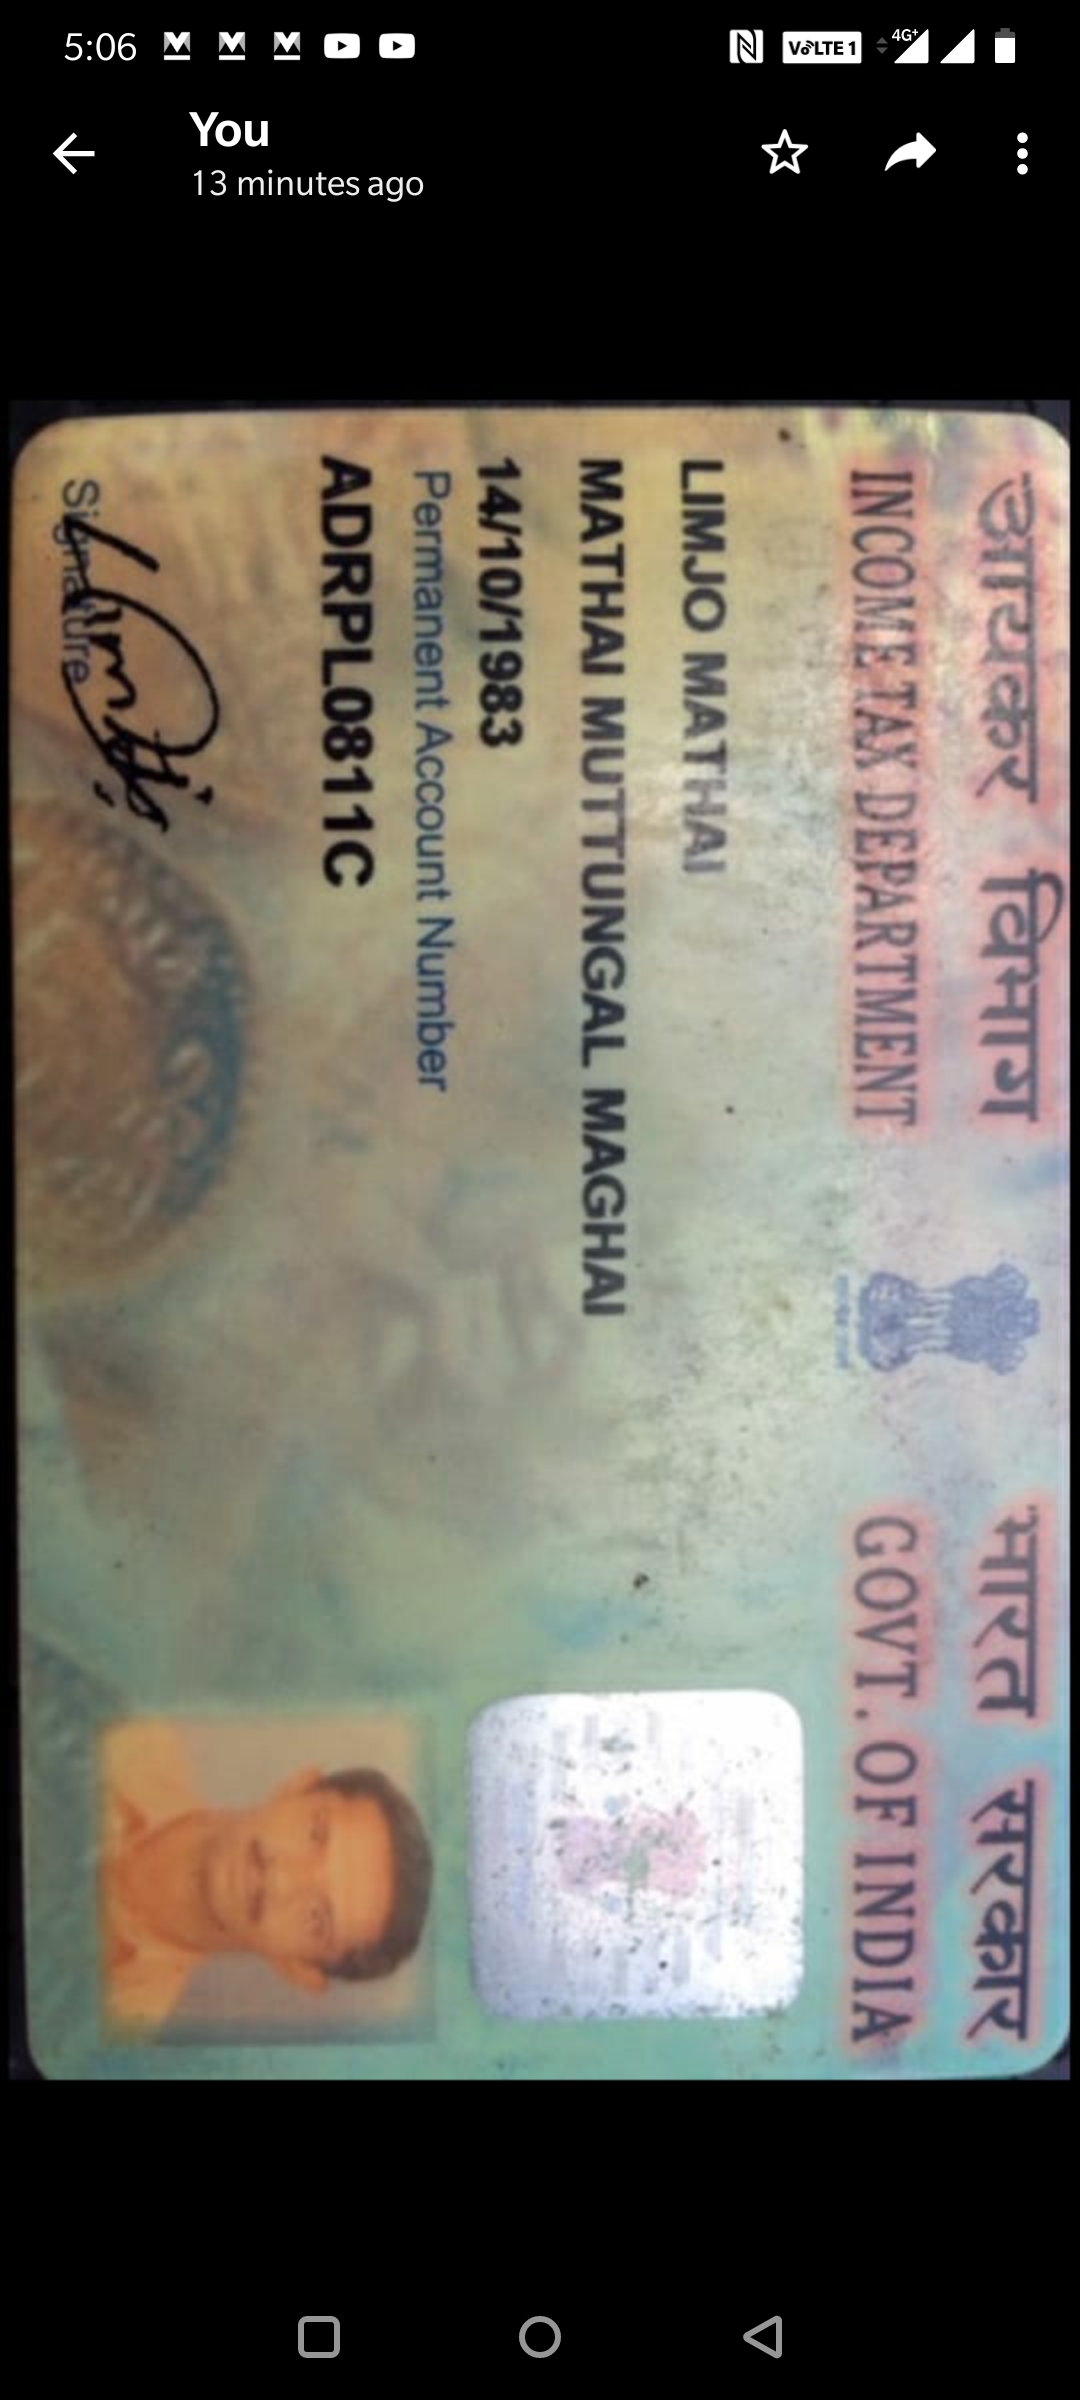 5:06
VoLTE 1
4G+
You
13 minutes ago
आयकर विभाग
भारत सरकार
INCOME TAX DEPARTMENT
GOVT. OF INDIA
LIMJO MATHAI
MATHAI MUTTUNGAL MAGHAI
14/10/1983
Permanent Account Number
ADRPL0811C
Signature